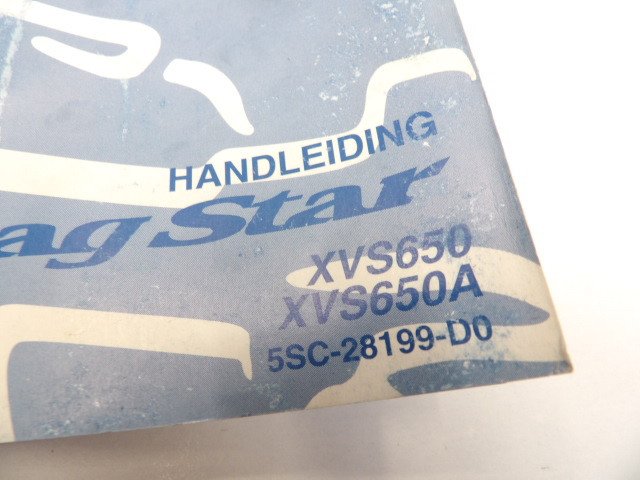 HANDLEIDING
ag Star
XVS650
XVS650A
5SC-28199-D0